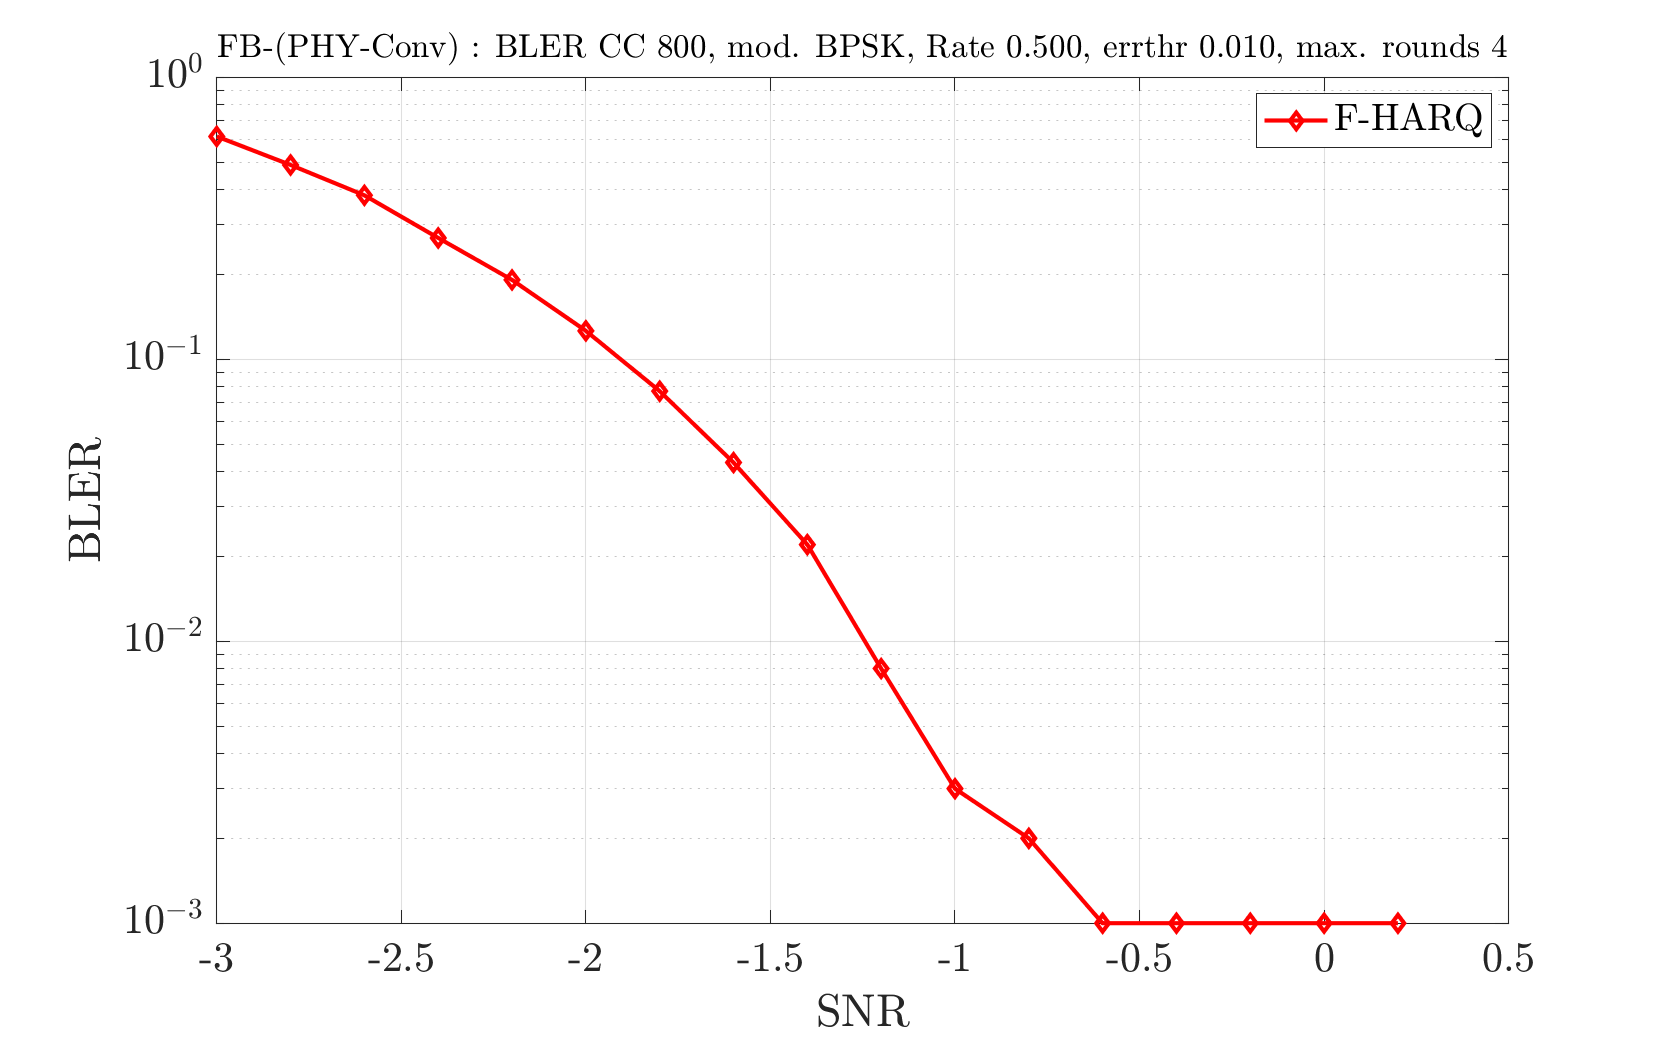 FB-(PHY-Conv) : BLER CC 800, mod. BPSK, Rate 0.500, errthr 0.010, max. rounds 4
10⁰
F-HARQ
10⁻¹
BLER
10⁻²
10⁻³
-3 -2.5 -2 -1.5 -1 -0.5 0 0.5
SNR